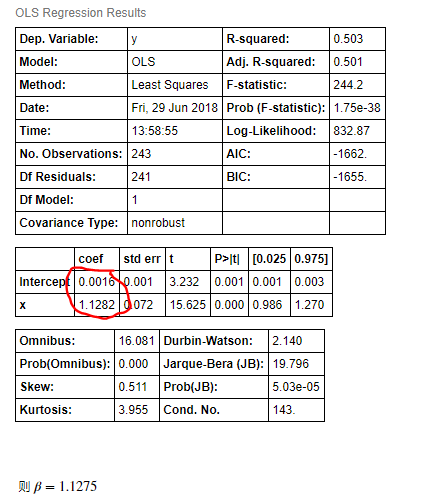 OLS Regression Results
Dep. Variable: y R-squared: 0.503
Model: OLS Adj. R-squared: 0.501
Method: Least Squares F-statistic: 244.2
Date: Fri, 29 Jun 2018 Prob (F-statistic): 1.75e-38
Time: 13:58:55 Log-Likelihood: 832.87
No. Observations: 243 AIC: -1662.
Df Residuals: 241 BIC: -1655.
Df Model: 1
Covariance Type: nonrobust
coef std err t P>|t| [0.025 0.975]
Intercept 0.0016 0.001 3.232 0.001 0.001 0.003
x 1.1282 0.072 15.625 0.000 0.986 1.270
Omnibus: 16.081 Durbin-Watson: 2.140
Prob(Omnibus): 0.000 Jarque-Bera (JB): 19.796
Skew: 0.511 Prob(JB): 5.03e-05
Kurtosis: 3.955 Cond. No. 143.
则 β = 1.1275